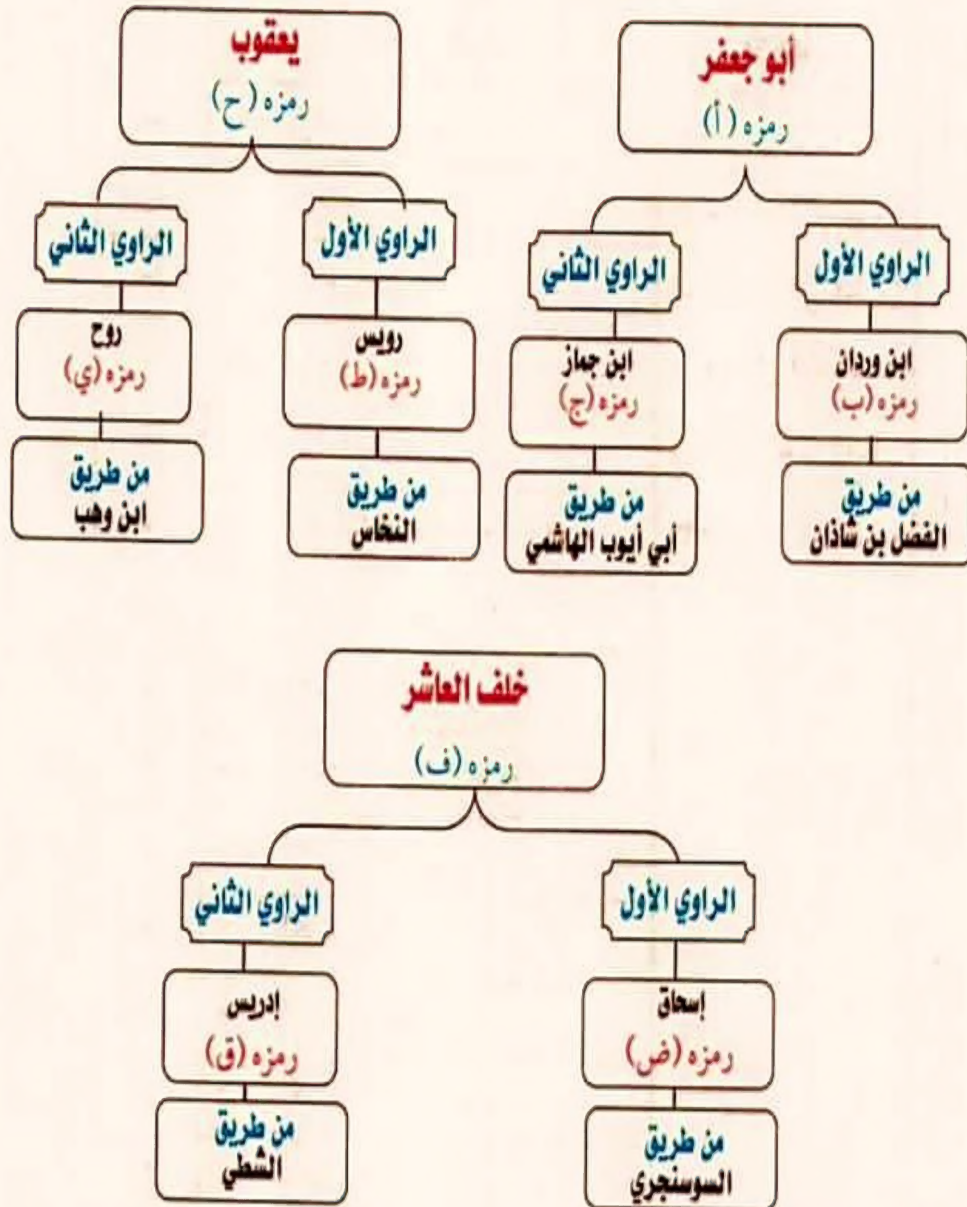 أبو جعفر
رمزه (أ)
الراوي الأول
ابن وردان
رمزه (ب)
من طريق
الفضل بن شاذان
الراوي الثاني
ابن جماز
رمزه (ج)
من طريق
أبي أيوب الهاشمي
يعقوب
رمزه (ح)
الراوي الأول
رويس
رمزه (ط)
من طريق
النخاس
الراوي الثاني
روح
رمزه (ي)
من طريق
ابن وهب
خلف العاشر
رمزه (ف)
الراوي الأول
إسحاق
رمزه (ض)
من طريق
السوسنجري
الراوي الثاني
إدريس
رمزه (ق)
من طريق
الشطي